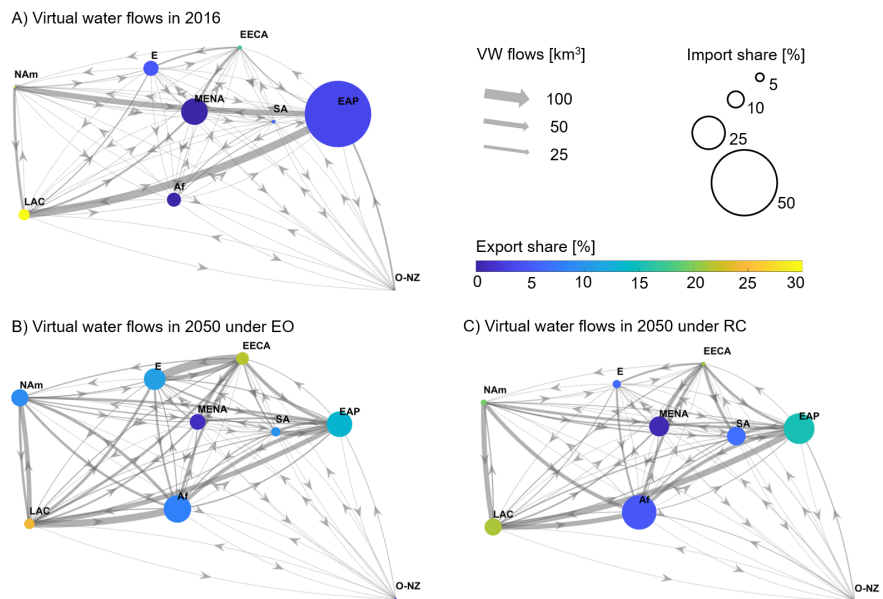 A) Virtual water flows in 2016
EECA
E
NAm
MENA
SA
EAP
Af
LAC
O-NZ
VW flows [km³]
100
50
25
Import share [%]
5
10
25
50
Export share [%]
0 5 10 15 20 25 30
B) Virtual water flows in 2050 under EO
EECA
E
NAm
MENA
SA
EAP
Af
LAC
O-NZ
C) Virtual water flows in 2050 under RC
EECA
E
NAm
MENA
SA
EAP
Af
LAC
O-NZ